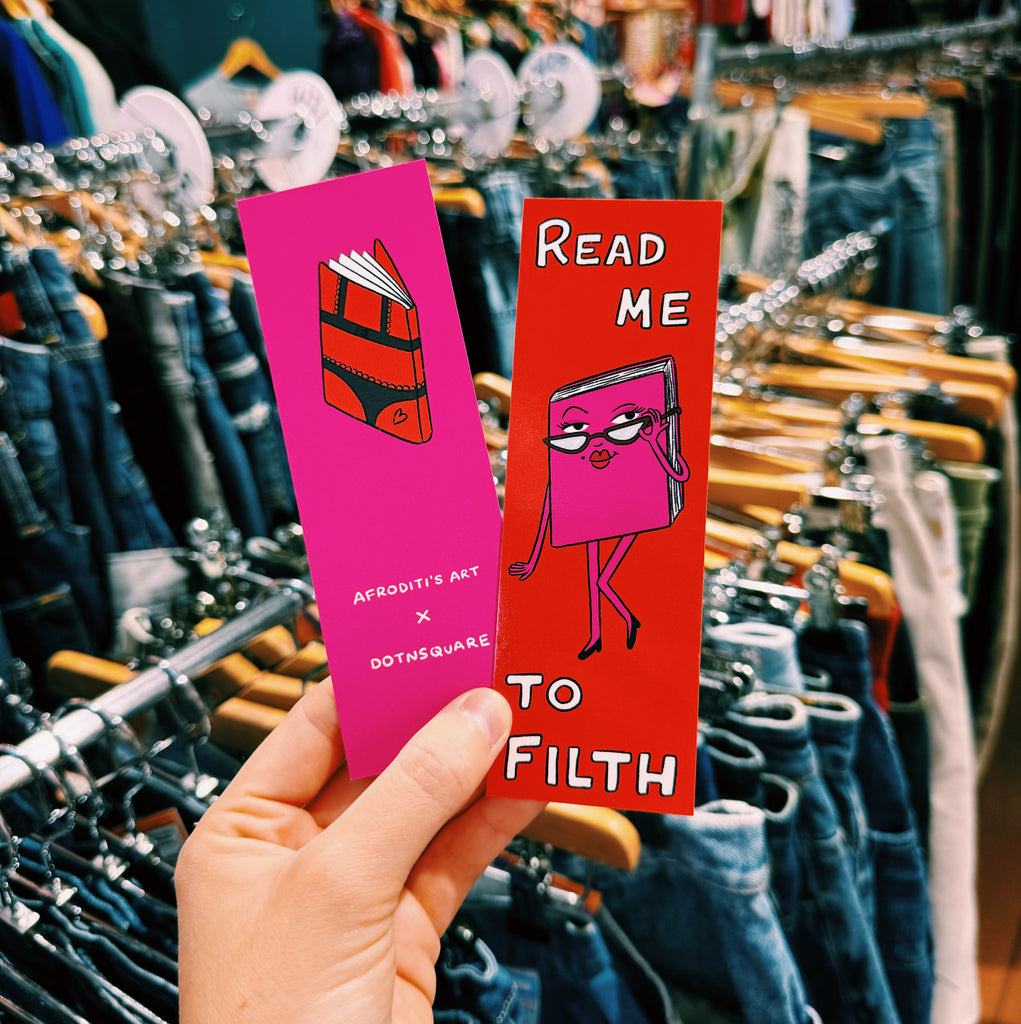 AFRODITI'S ART
X
DOTNSQUARE
READ
ME
TO
FILTH